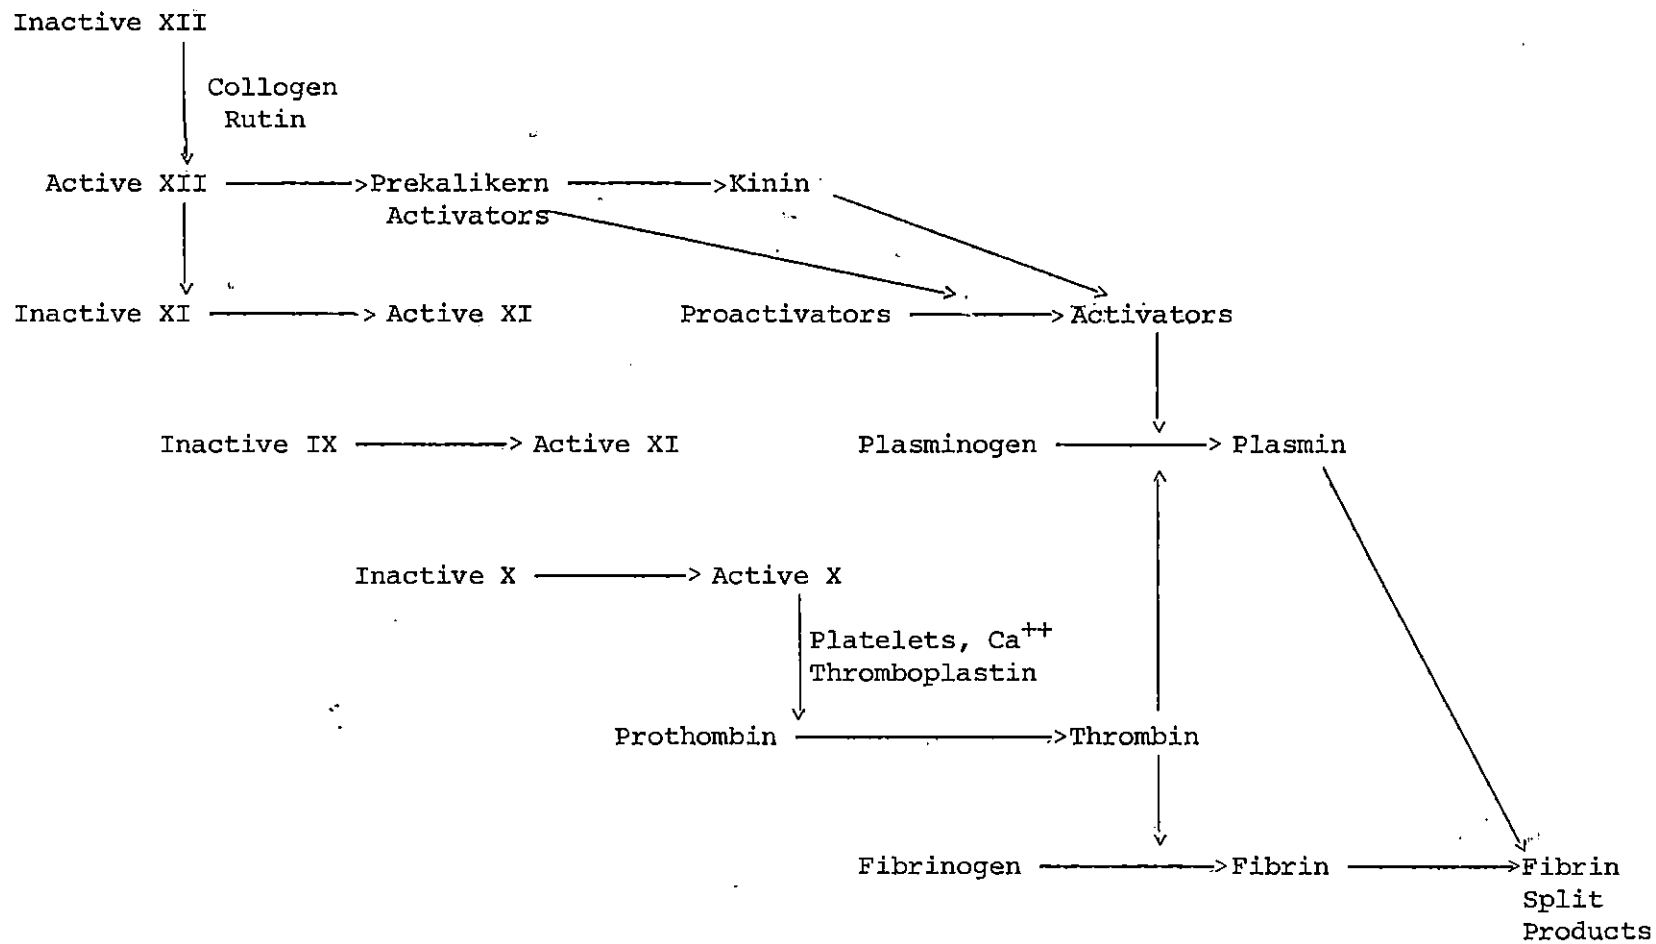 Inactive XII
Collogen
Rutin
Active XII Prekalikern Kinin
Activators
Inactive XI Active XI Proactivators Activators
Inactive IX Active XI Plasminogen Plasmin
Inactive X Active X
Platelets, Ca++
Thromboplastin
Prothombin Thrombin
Fibrinogen Fibrin Fibrin
Split
Products